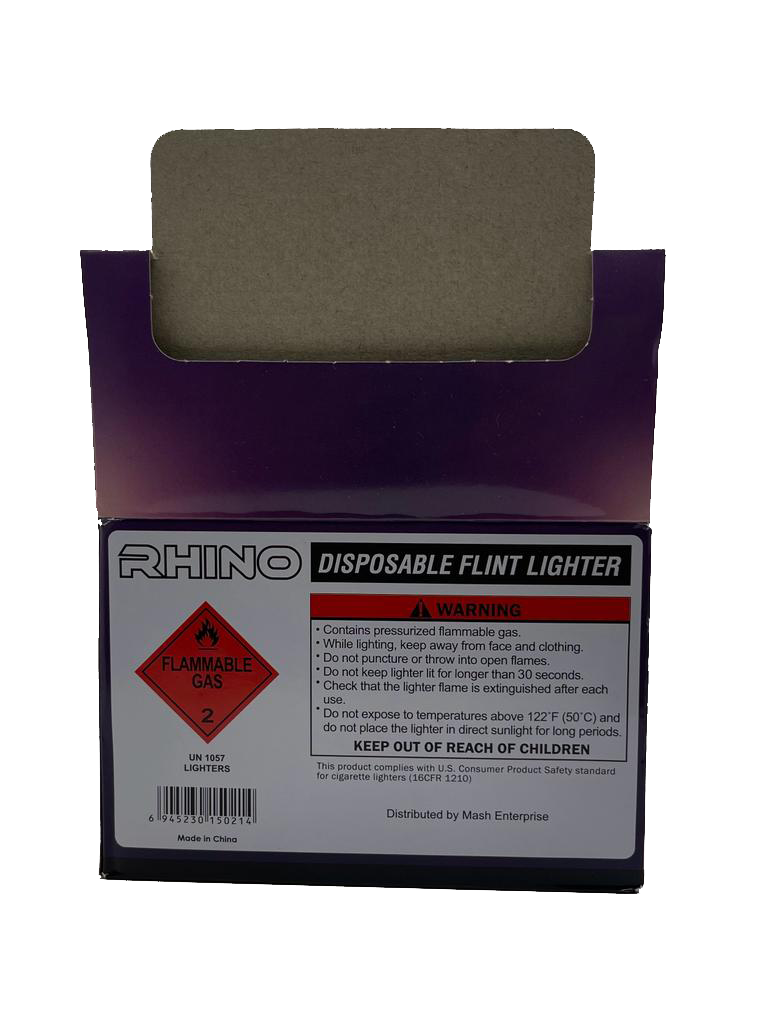 RHINO
DISPOSABLE FLINT LIGHTER
WARNING
• Contains pressurized flammable gas.
• While lighting, keep away from face and clothing.
• Do not puncture or throw into open flames.
• Do not keep lighter lit for longer than 30 seconds.
• Check that the lighter flame is extinguished after each
use.
• Do not expose to temperatures above 122°F (50°C) and
do not place the lighter in direct sunlight for long periods.
KEEP OUT OF REACH OF CHILDREN
This product complies with U.S. Consumer Product Safety standard
for cigarette lighters (16CFR 1210)
Distributed by Mash Enterprise
FLAMMABLE
GAS
2
UN 1057
LIGHTERS
6 945230 150214
Made in China